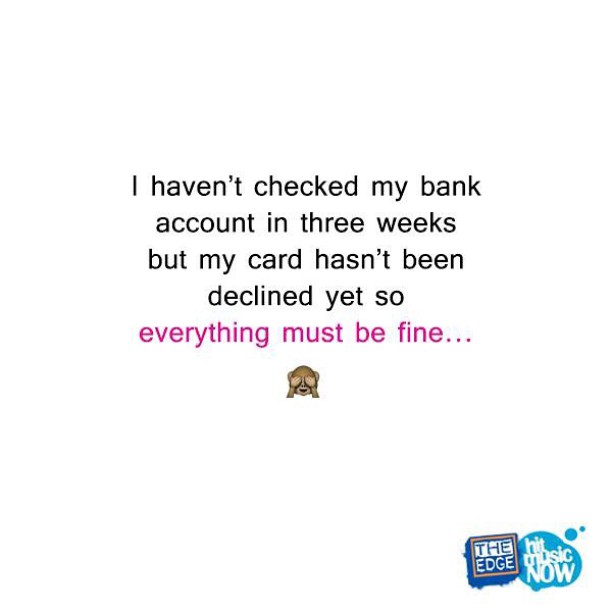 I haven't checked my bank
account in three weeks
but my card hasn't been
declined yet so
everything must be fine...
THE
EDGE
hit
music
NOW